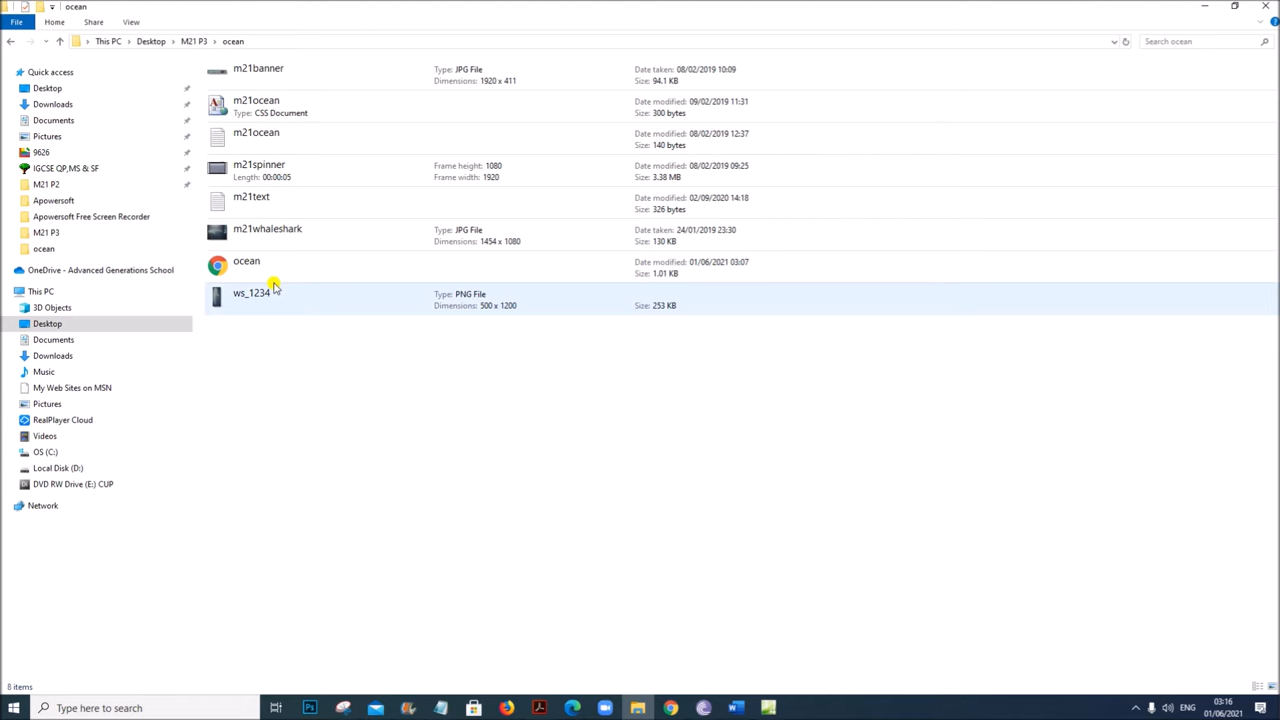 ocean
File Home Share View
This PC Desktop M21 P3 ocean Search ocean
Quick access
Desktop
Downloads
Documents
Pictures
9626
IGCSE QP,MS & SF
M21 P2
Apowersoft
Apowersoft Free Screen Recorder
M21 P3
ocean
OneDrive - Advanced Generations School
This PC
3D Objects
Desktop
Documents
Downloads
Music
My Web Sites on MSN
Pictures
RealPlayer Cloud
Videos
OS (C:)
Local Disk (D:)
DVD RW Drive (E:) CUP
Network
m21banner Type: JPG File Date taken: 08/02/2019 10:09
Dimensions: 1920 x 411 Size: 94.1 KB
m21ocean Date modified: 09/02/2019 11:31
Type: CSS Document Size: 300 bytes
m21ocean Date modified: 08/02/2019 12:37
Size: 140 bytes
m21spinner Frame height: 1080 Date modified: 08/02/2019 09:25
Length: 00:00:05 Frame width: 1920 Size: 3.38 MB
m21text Date modified: 02/09/2020 14:18
Size: 326 bytes
m21whaleshark Type: JPG File Date taken: 24/01/2019 23:30
Dimensions: 1454 x 1080 Size: 130 KB
ocean Date modified: 01/06/2021 03:07
Size: 1.01 KB
ws_1234 Type: PNG File
Dimensions: 500 x 1200 Size: 253 KB
8 items
Type here to search
ENG
03:16
01/06/2021